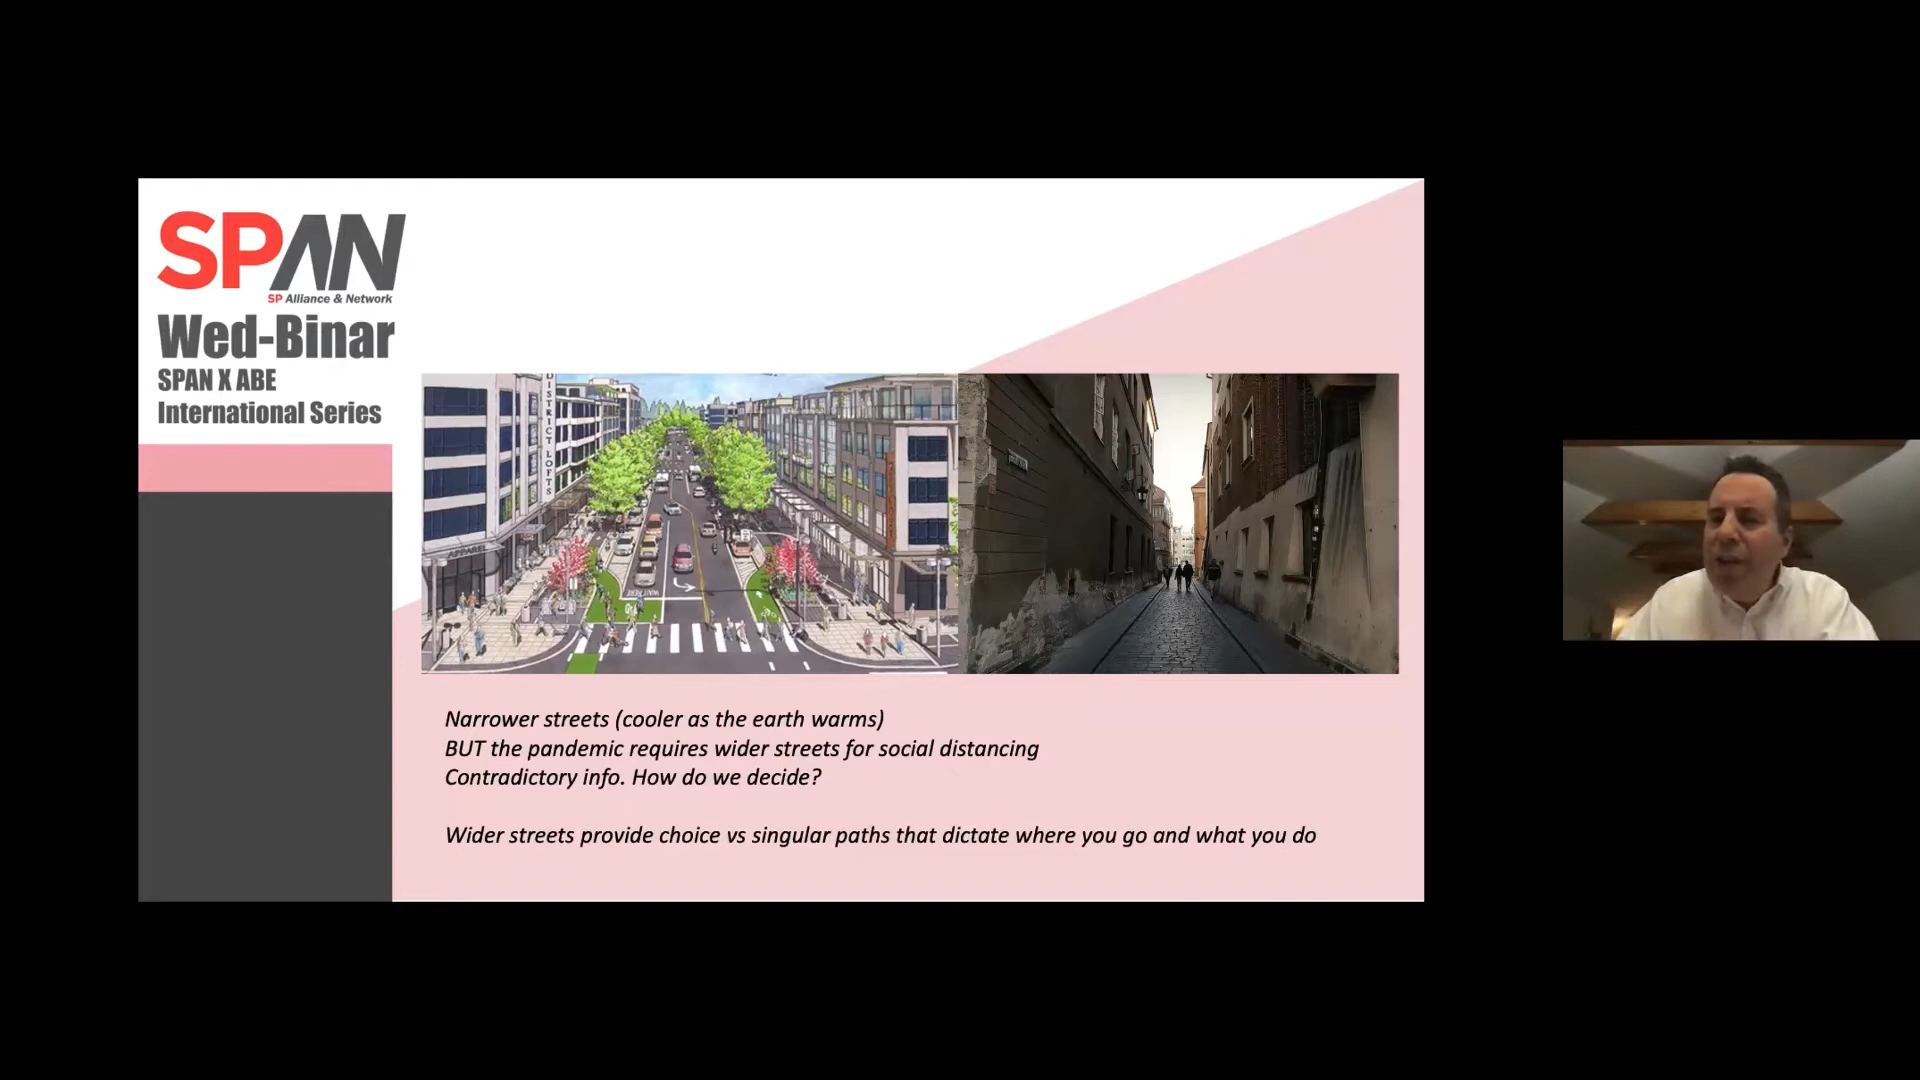 SPAN
SP Alliance & Network
Wed-Binar
SPAN X ABE
International Series
DISTRICT LOFTS
APPAREL
Narrower streets (cooler as the earth warms)
BUT the pandemic requires wider streets for social distancing
Contradictory info. How do we decide?
Wider streets provide choice vs singular paths that dictate where you go and what you do